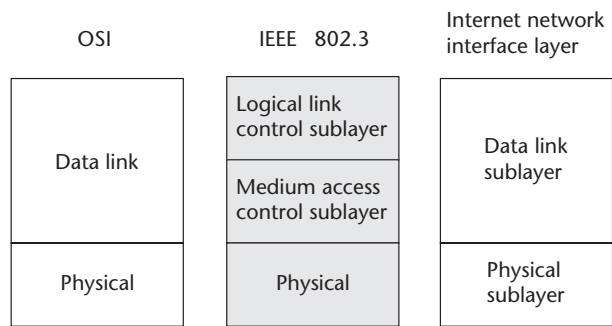 OSI
IEEE 802.3
Internet network
interface layer
Data link
Logical link
control sublayer
Medium access
control sublayer
Data link
sublayer
Physical
Physical
Physical
sublayer